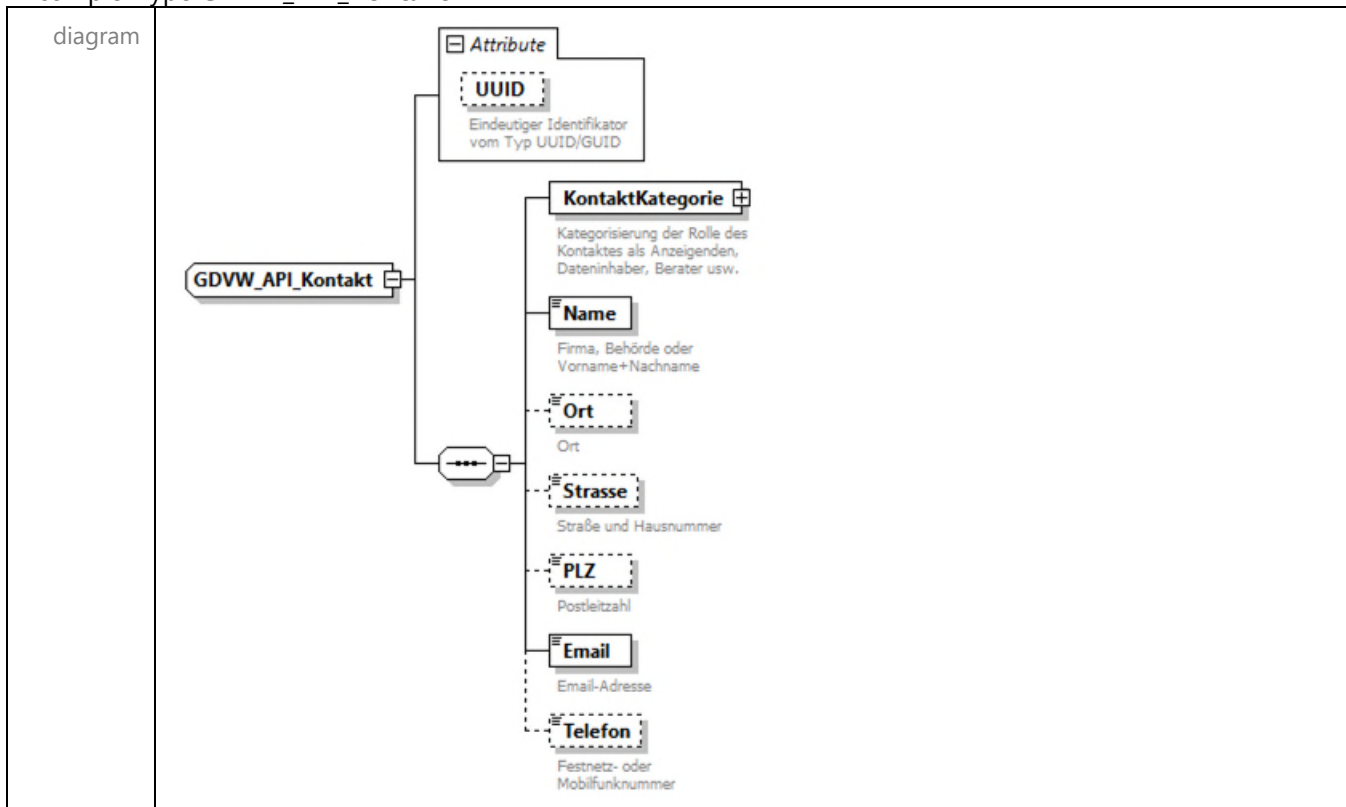 diagram
Attribute
UUID
Eindeutiger Identifikator
vom Typ UUID/GUID
KontaktKategorie
Kategorisierung der Rolle des
Kontaktes als Anzeigenden,
Dateninhaber, Berater usw.
GDVW_API_Kontakt
Name
Firma, Behörde oder
Vorname+Nachname
Ort
Ort
Strasse
Straße und Hausnummer
PLZ
Postleitzahl
Email
Email-Adresse
Telefon
Festnetz- oder
Mobilfunknummer